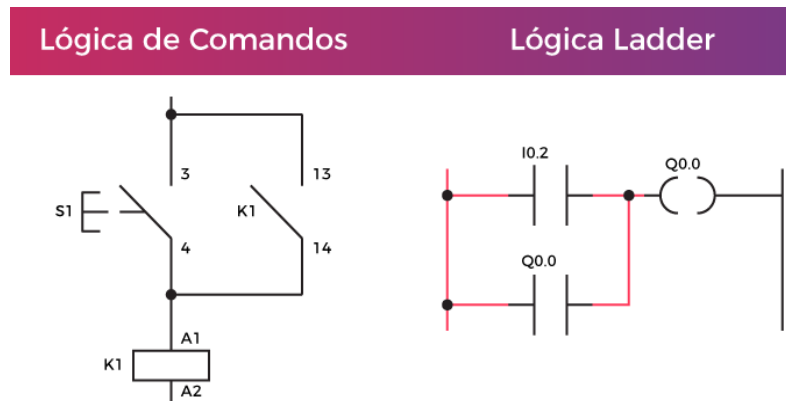 Lógica de Comandos
Lógica Ladder
3
13
S1
K1
4
14
A1
K1
A2
I0.2
Q0.0
Q0.0